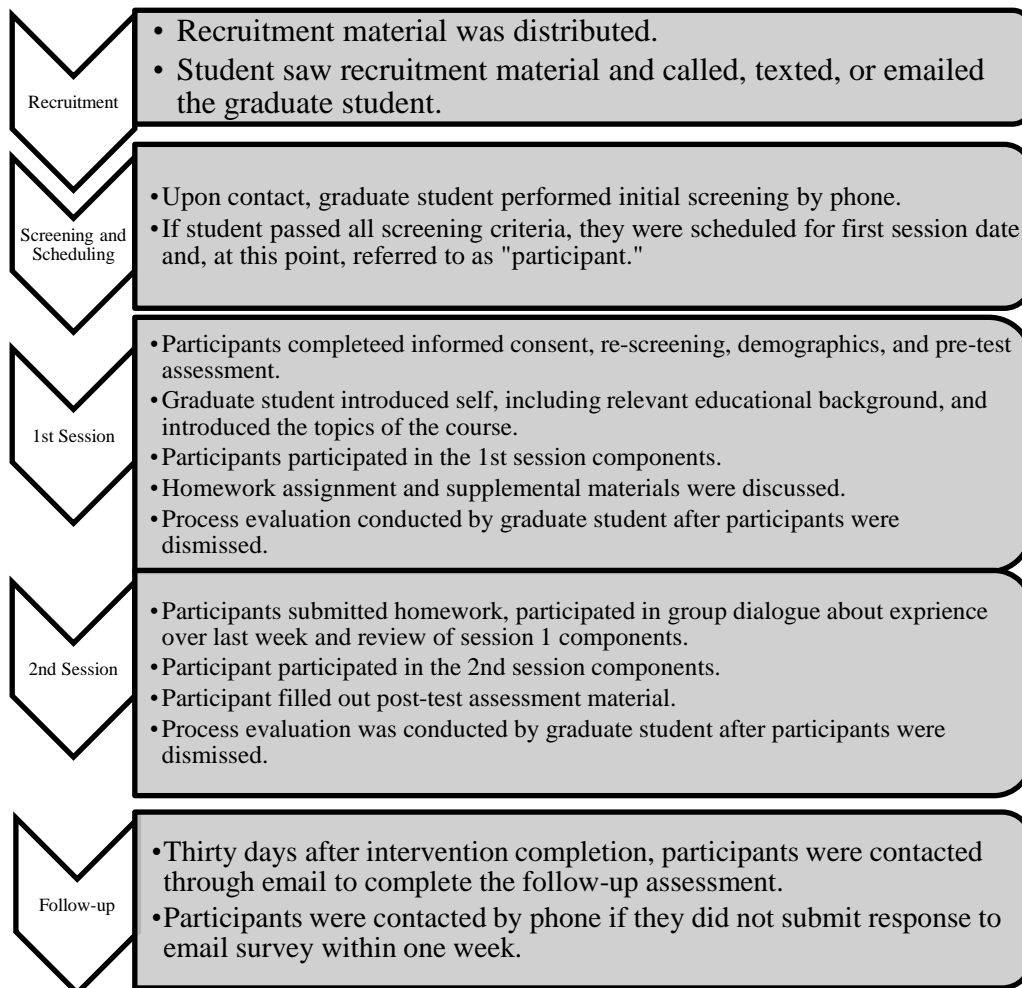 Recruitment
• Recruitment material was distributed.
• Student saw recruitment material and called, texted, or emailed
the graduate student.
Screening and
Scheduling
•Upon contact, graduate student performed initial screening by phone.
•If student passed all screening criteria, they were scheduled for first session date
and, at this point, referred to as "participant."
1st Session
•Participants completeed informed consent, re-screening, demographics, and pre-test
assessment.
•Graduate student introduced self, including relevant educational background, and
introduced the topics of the course.
•Participants participated in the 1st session components.
•Homework assignment and supplemental materials were discussed.
•Process evaluation conducted by graduate student after participants were
dismissed.
2nd Session
•Participants submitted homework, participated in group dialogue about exprience
over last week and review of session 1 components.
•Participant participated in the 2nd session components.
•Participant filled out post-test assessment material.
•Process evaluation was conducted by graduate student after participants were
dismissed.
Follow-up
•Thirty days after intervention completion, participants were contacted
through email to complete the follow-up assessment.
•Participants were contacted by phone if they did not submit response to
email survey within one week.